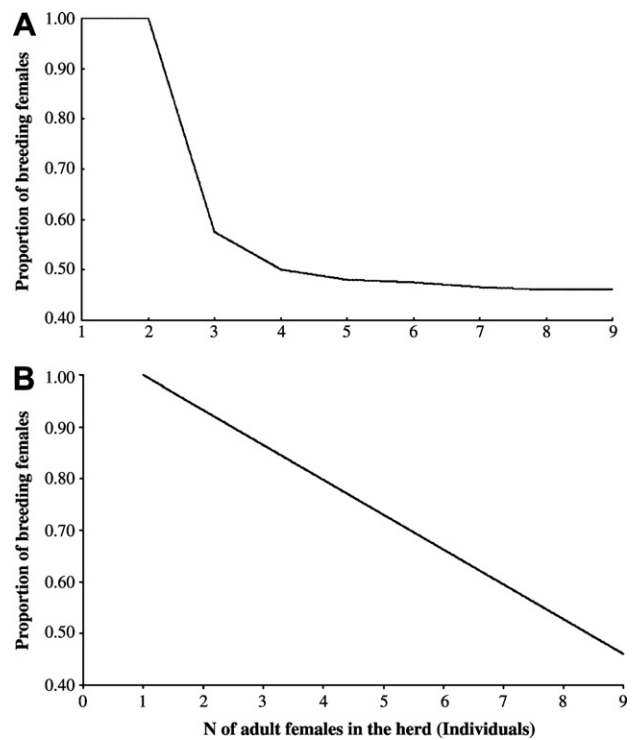 A
Proportion of breeding females
1.00
0.90
0.80
0.70
0.60
0.50
0.40
1 2 3 4 5 6 7 8 9
B
Proportion of breeding females
1.00
0.90
0.80
0.70
0.60
0.50
0.40
0 1 2 3 4 5 6 7 8 9
N of adult females in the herd (Individuals)